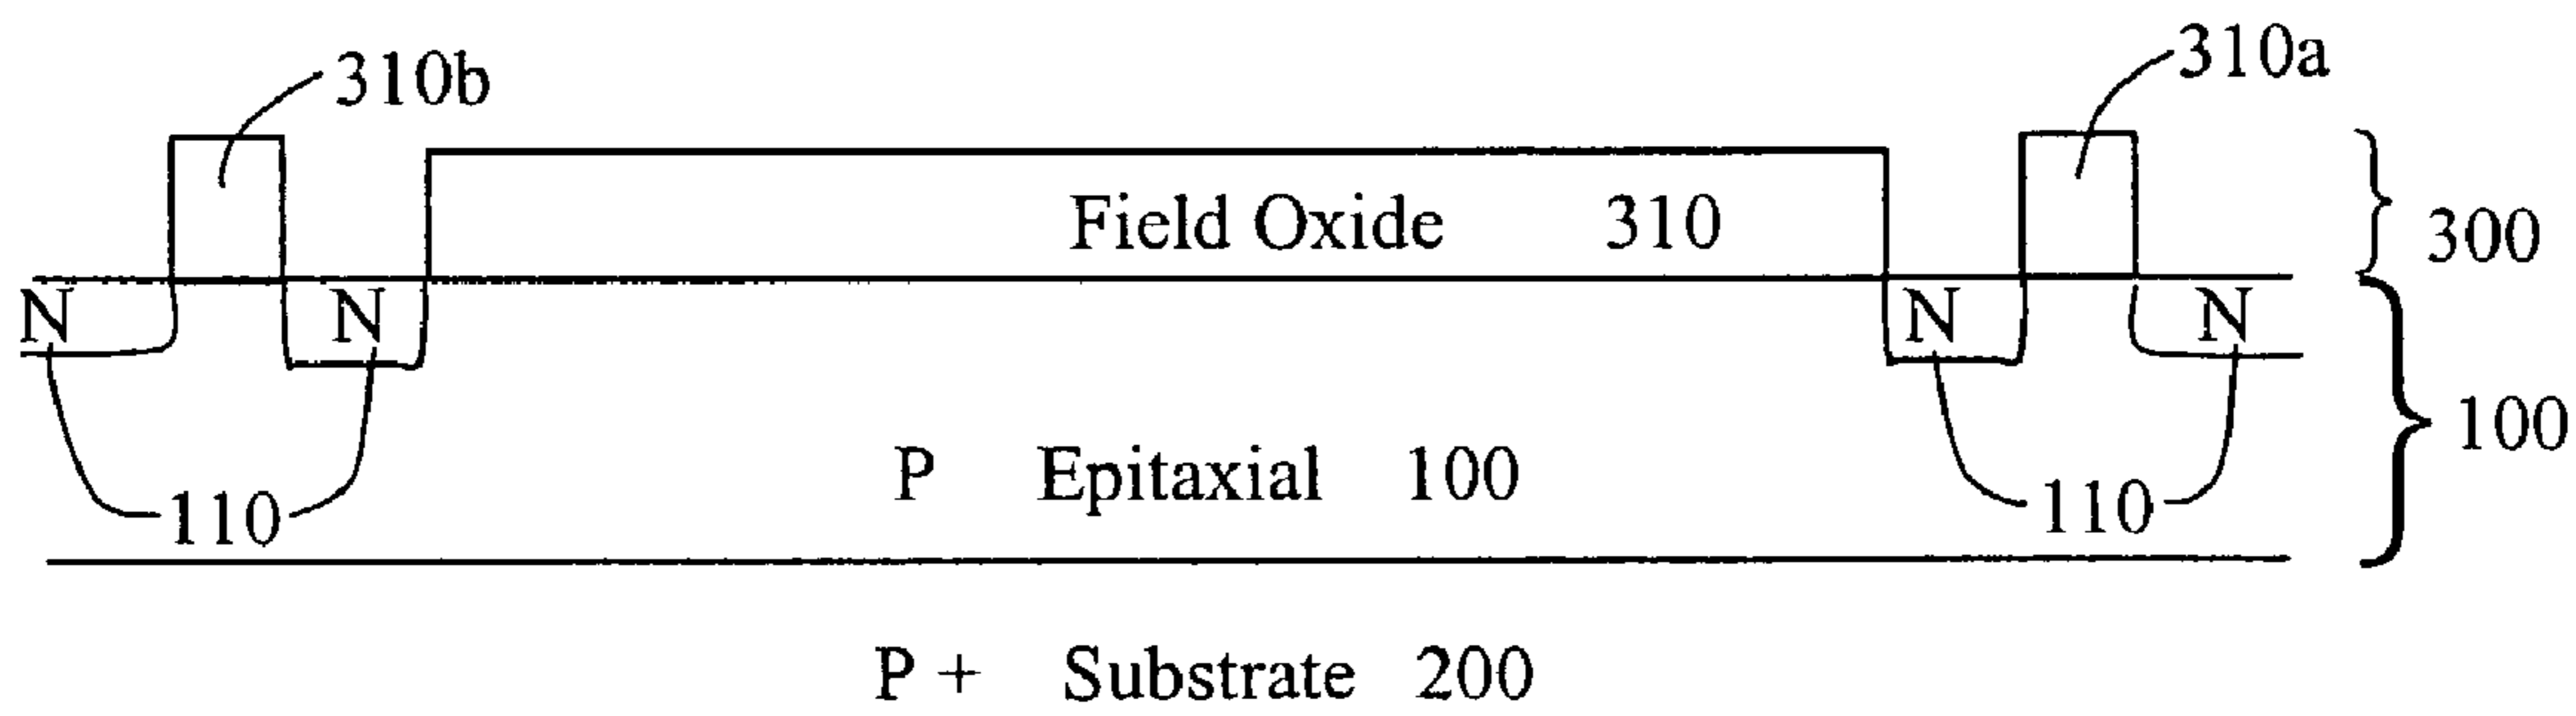 310b
310a
Field Oxide 310
300
N
N
N
N
100
P Epitaxial 100
110
110
P + Substrate 200